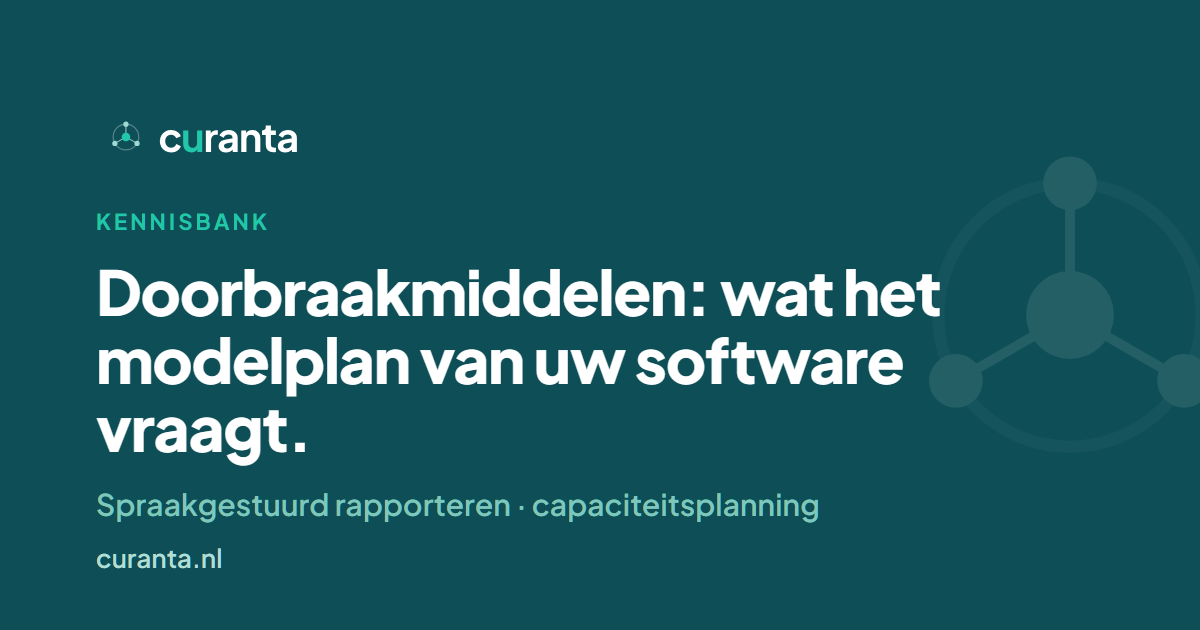 curanta
KENNISBANK
Doorbraakmiddelen: wat het
modelplan van uw software
vraagt.
Spraakgestuurd rapporteren · capaciteitsplanning
curanta.nl